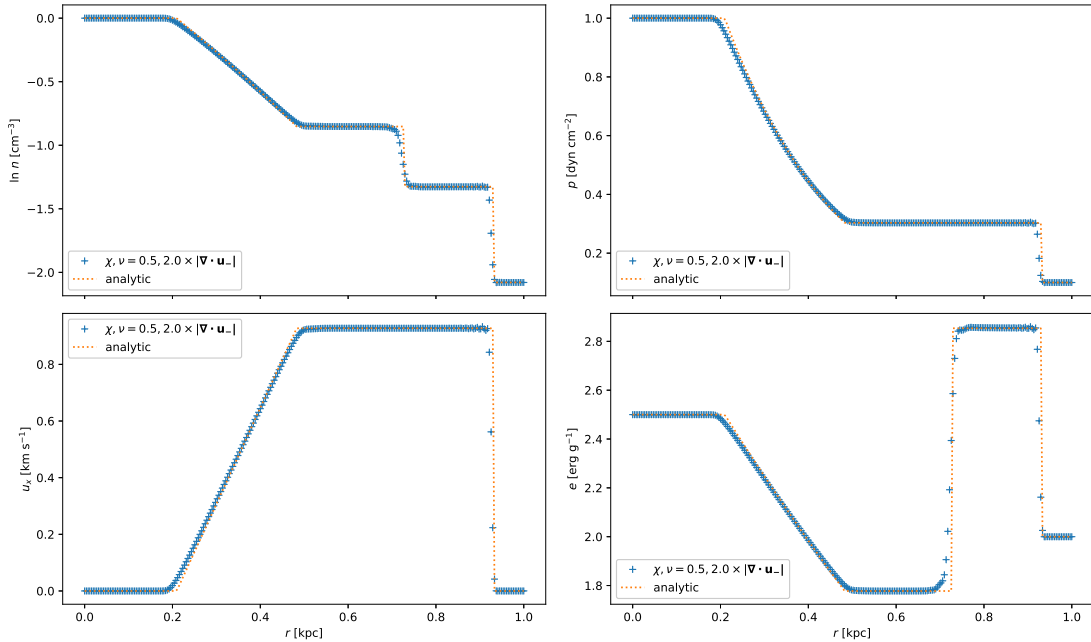 0.0
−0.5
−1.0
−1.5
−2.0
ln n [cm⁻³]
χ, ν = 0.5, 2.0 × |∇ · u₋|
analytic
1.0
0.8
0.6
0.4
0.2
p [dyn cm⁻²]
χ, ν = 0.5, 2.0 × |∇ · u₋|
analytic
0.8
0.6
0.4
0.2
0.0
uₓ [km s⁻¹]
χ, ν = 0.5, 2.0 × |∇ · u₋|
analytic
0.0 0.2 0.4 0.6 0.8 1.0
r [kpc]
2.8
2.6
2.4
2.2
2.0
1.8
e [erg g⁻¹]
χ, ν = 0.5, 2.0 × |∇ · u₋|
analytic
0.0 0.2 0.4 0.6 0.8 1.0
r [kpc]